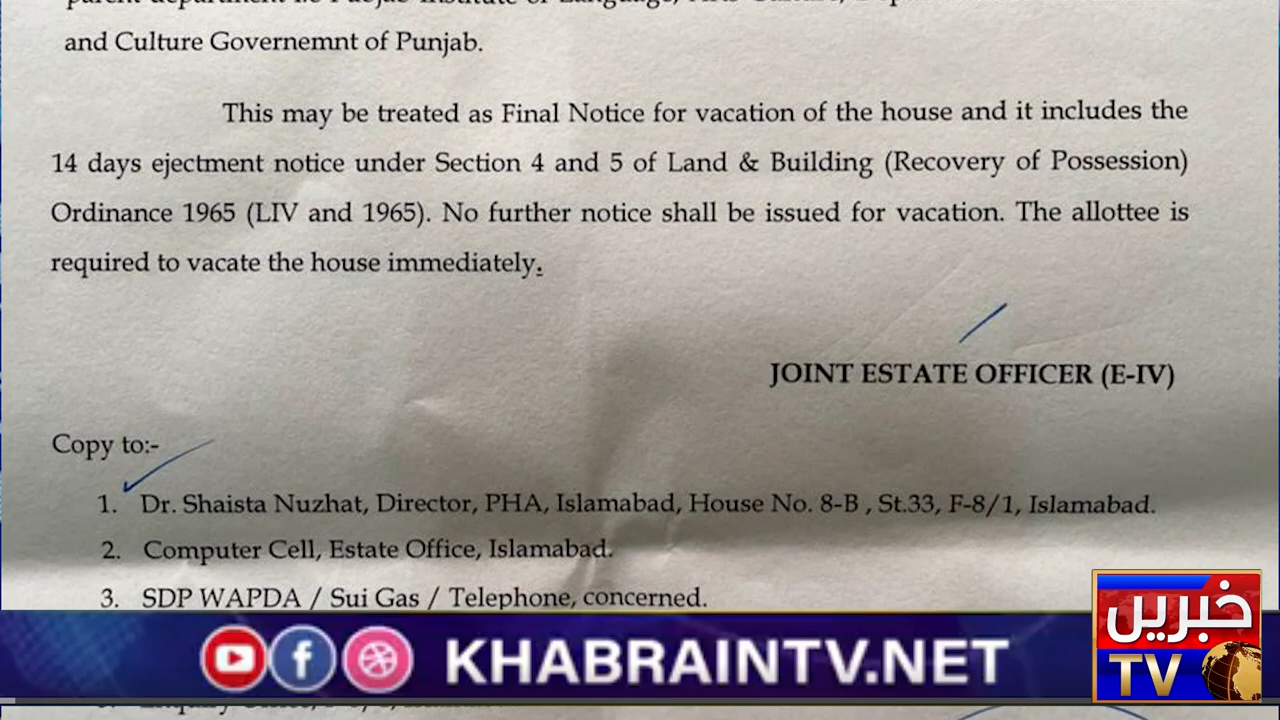 and Culture Governemnt of Punjab.
This may be treated as Final Notice for vacation of the house and it includes the
14 days ejectment notice under Section 4 and 5 of Land & Building (Recovery of Possession)
Ordinance 1965 (LIV and 1965). No further notice shall be issued for vacation. The allottee is
required to vacate the house immediately.
JOINT ESTATE OFFICER (E-IV)
Copy to:-
1. Dr. Shaista Nuzhat, Director, PHA, Islamabad, House No. 8-B , St.33, F-8/1, Islamabad.
2. Computer Cell, Estate Office, Islamabad.
3. SDP WAPDA / Sui Gas / Telephone, concerned.
KHABRAINTV.NET
خبریں
TV